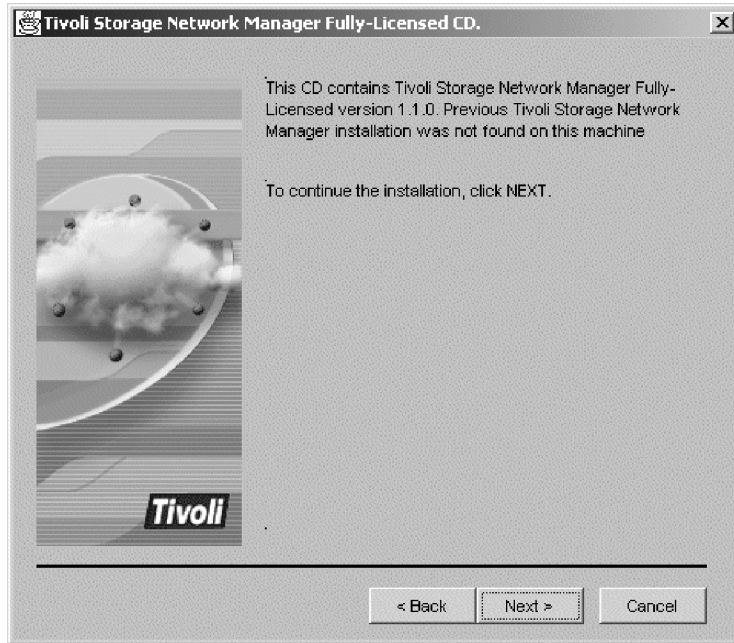 Tivoli Storage Network Manager Fully-Licensed CD.
This CD contains Tivoli Storage Network Manager Fully-
Licensed version 1.1.0. Previous Tivoli Storage Network
Manager installation was not found on this machine
To continue the installation, click NEXT.
Tivoli
< Back
Next >
Cancel